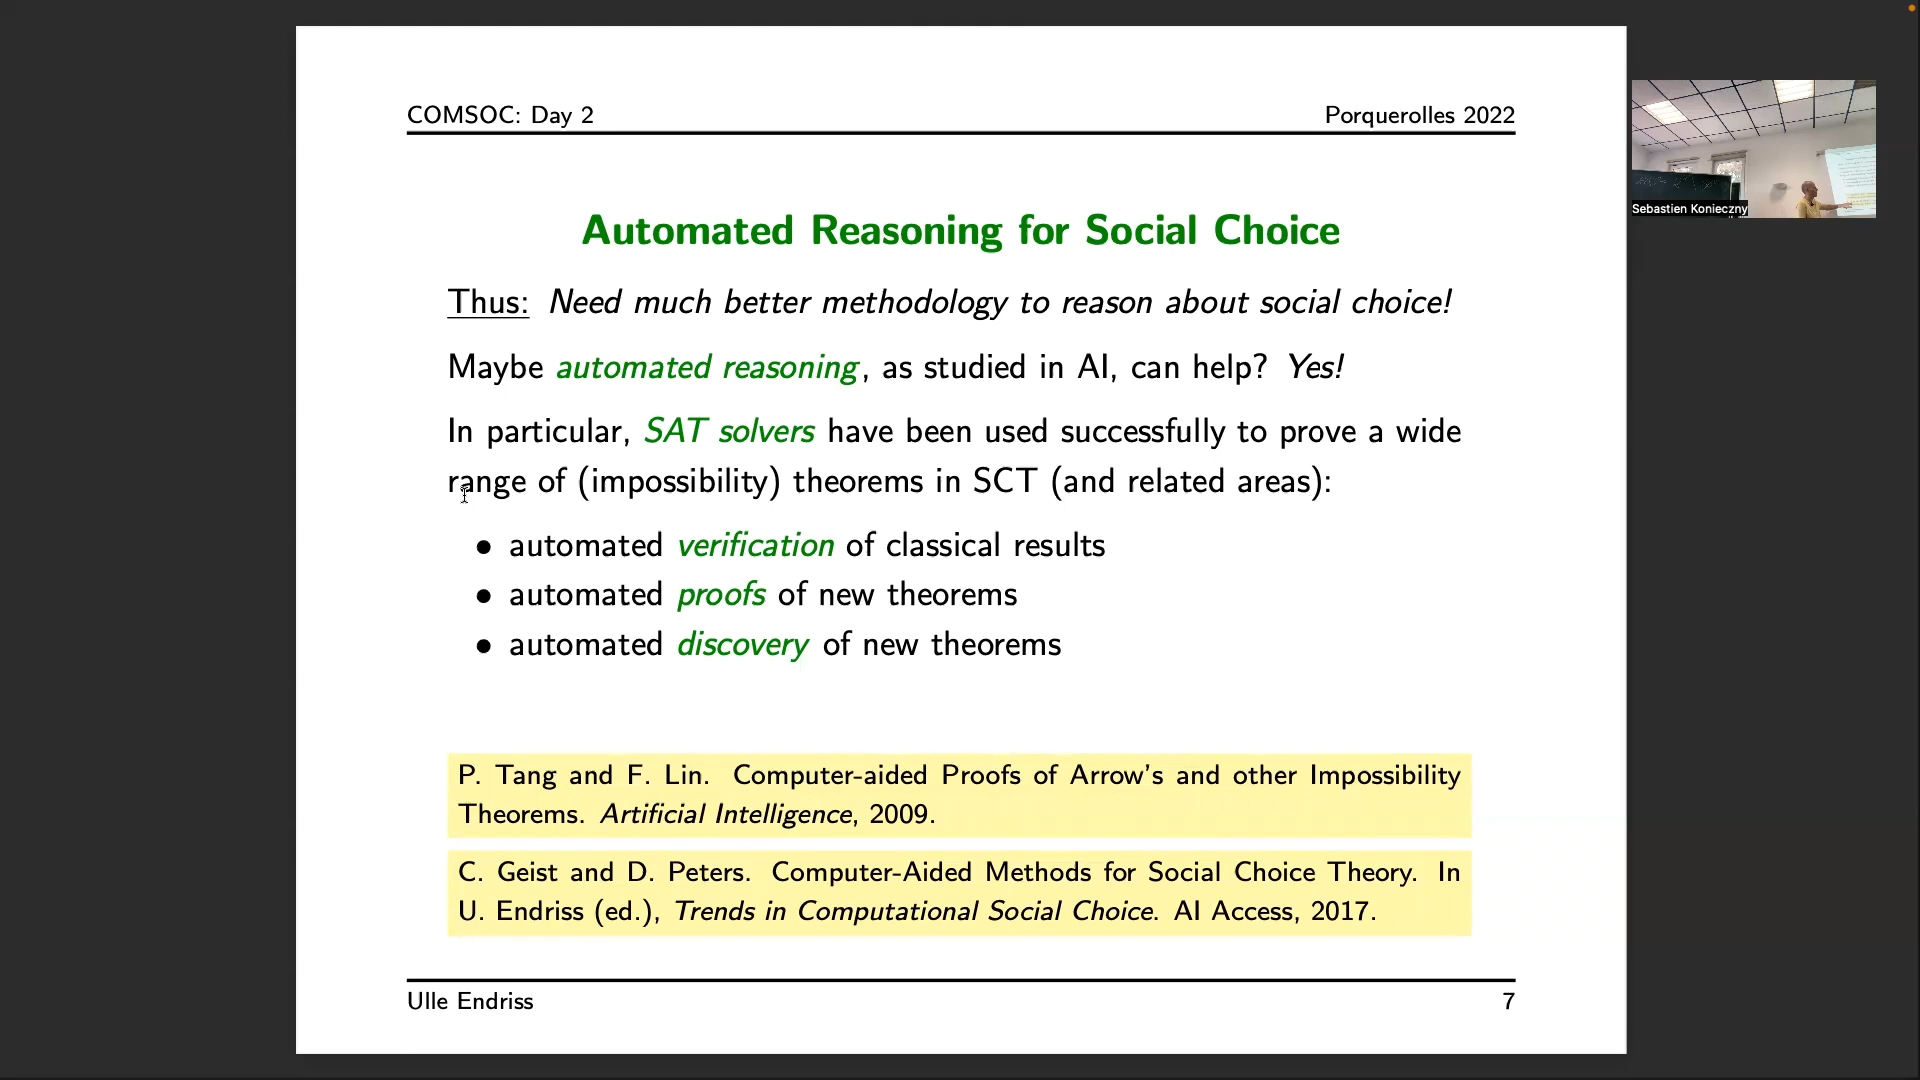 COMSOC: Day 2
Porquerolles 2022
Automated Reasoning for Social Choice
Thus: Need much better methodology to reason about social choice!
Maybe automated reasoning, as studied in AI, can help? Yes!
In particular, SAT solvers have been used successfully to prove a wide
range of (impossibility) theorems in SCT (and related areas):
• automated verification of classical results
• automated proofs of new theorems
• automated discovery of new theorems
P. Tang and F. Lin. Computer-aided Proofs of Arrow's and other Impossibility
Theorems. Artificial Intelligence, 2009.
C. Geist and D. Peters. Computer-Aided Methods for Social Choice Theory. In
U. Endriss (ed.), Trends in Computational Social Choice. AI Access, 2017.
Ulle Endriss
7
Sebastien Konieczny